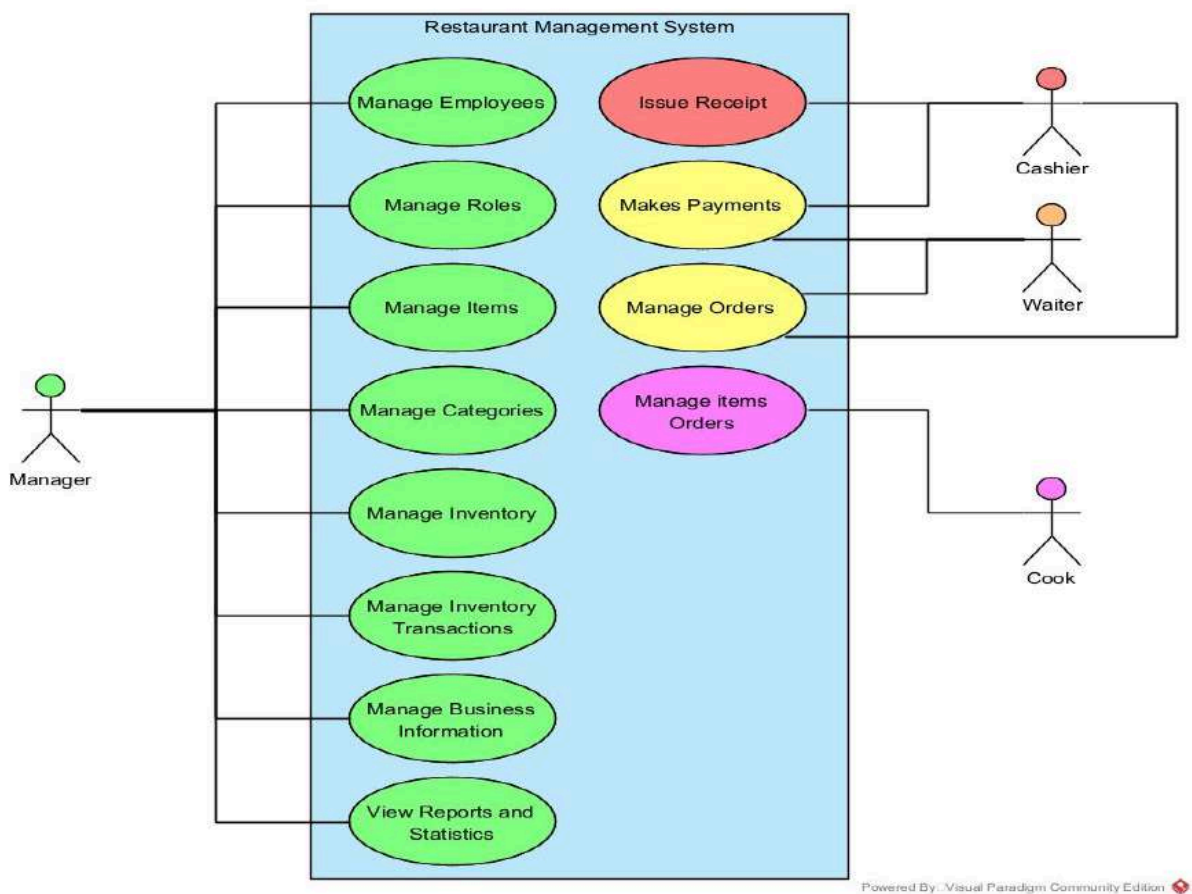 Restaurant Management System
Manage Employees
Manage Roles
Manage Items
Manage Categories
Manage Inventory
Manage Inventory
Transactions
Manage Business
Information
View Reports and
Statistics
Issue Receipt
Makes Payments
Manage Orders
Manage items
Orders
Manager
Cashier
Waiter
Cook
Powered By Visual Paradigm Community Edition